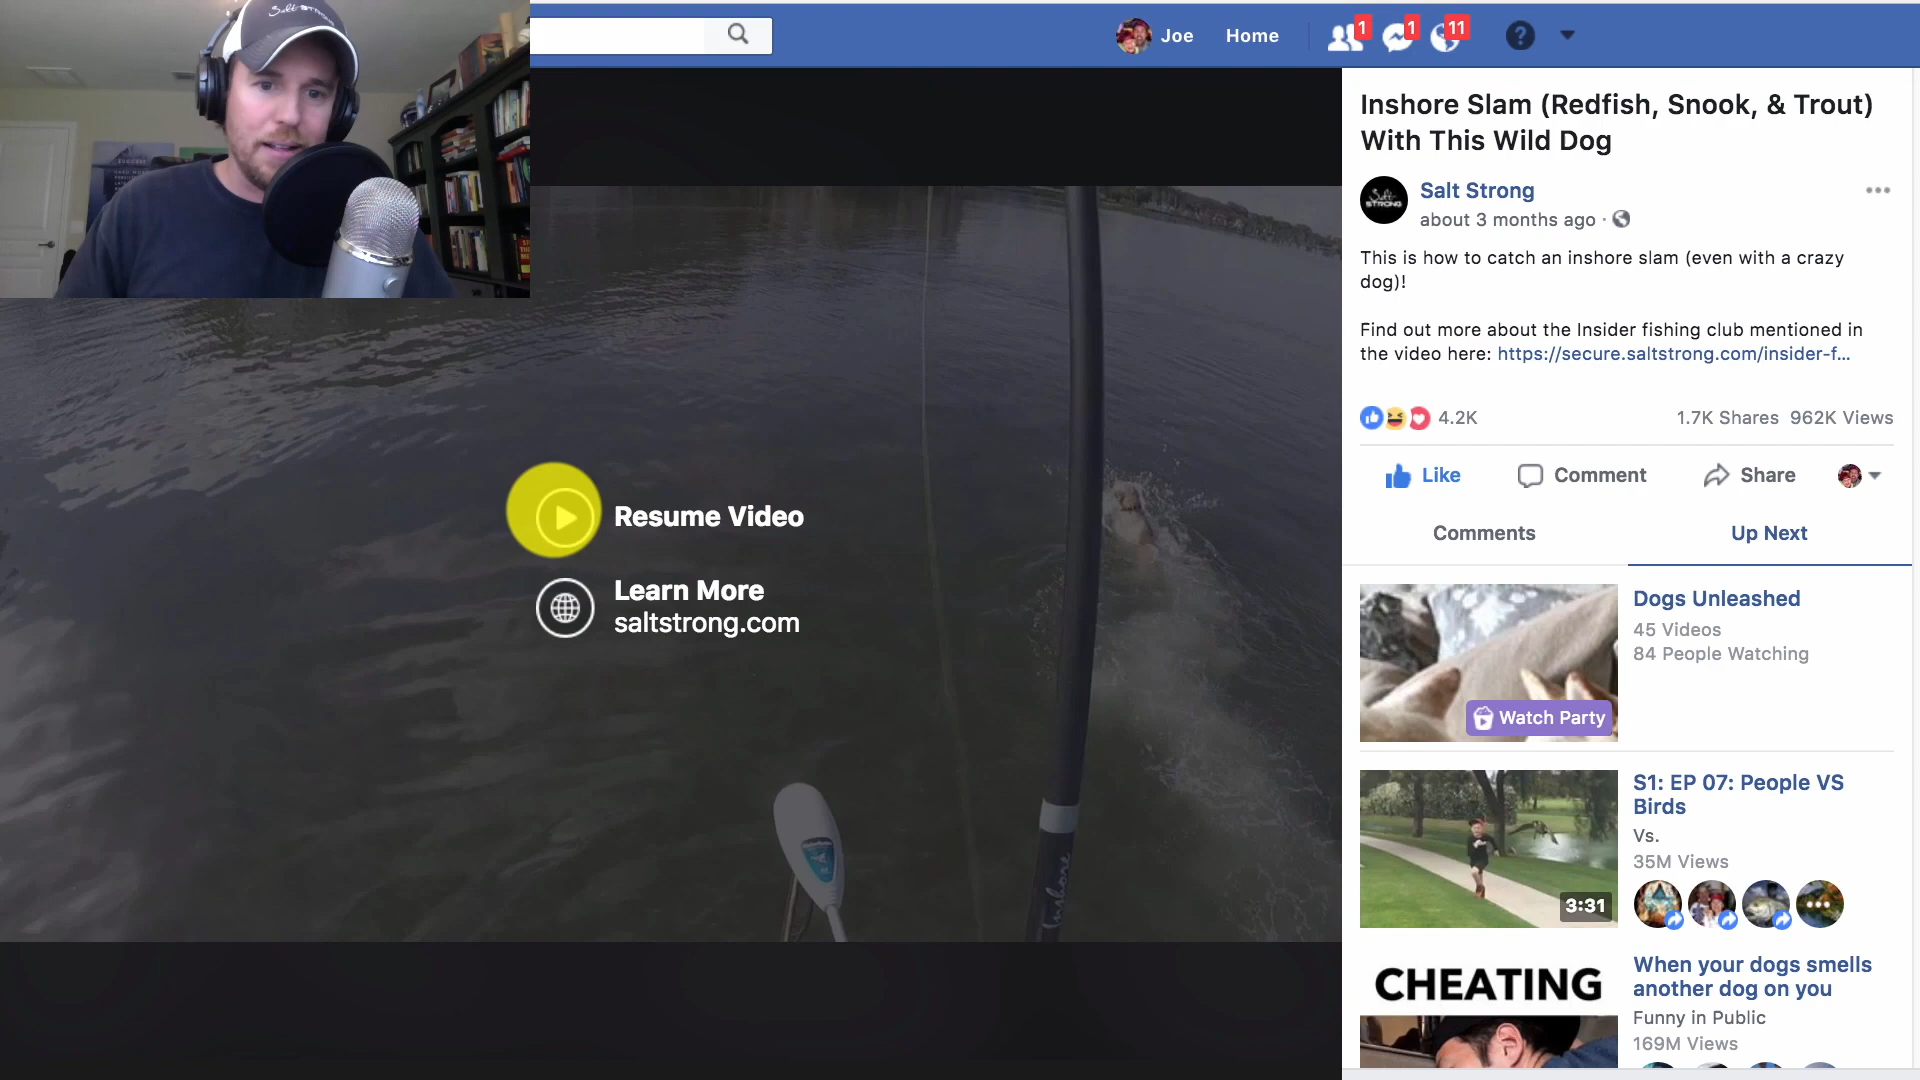 Joe
Home
1
1
11
?
Inshore Slam (Redfish, Snook, & Trout)
With This Wild Dog
Salt
STRONG
Salt Strong
about 3 months ago ·
This is how to catch an inshore slam (even with a crazy
dog)!
Find out more about the Insider fishing club mentioned in
the video here: https://secure.saltstrong.com/insider-f...
4.2K
1.7K Shares 962K Views
Like
Comment
Share
Comments
Up Next
Resume Video
Learn More
saltstrong.com
inshore
Dogs Unleashed
45 Videos
84 People Watching
Watch Party
S1: EP 07: People VS
Birds
Vs.
35M Views
3:31
CHEATING
When your dogs smells
another dog on you
Funny in Public
169M Views